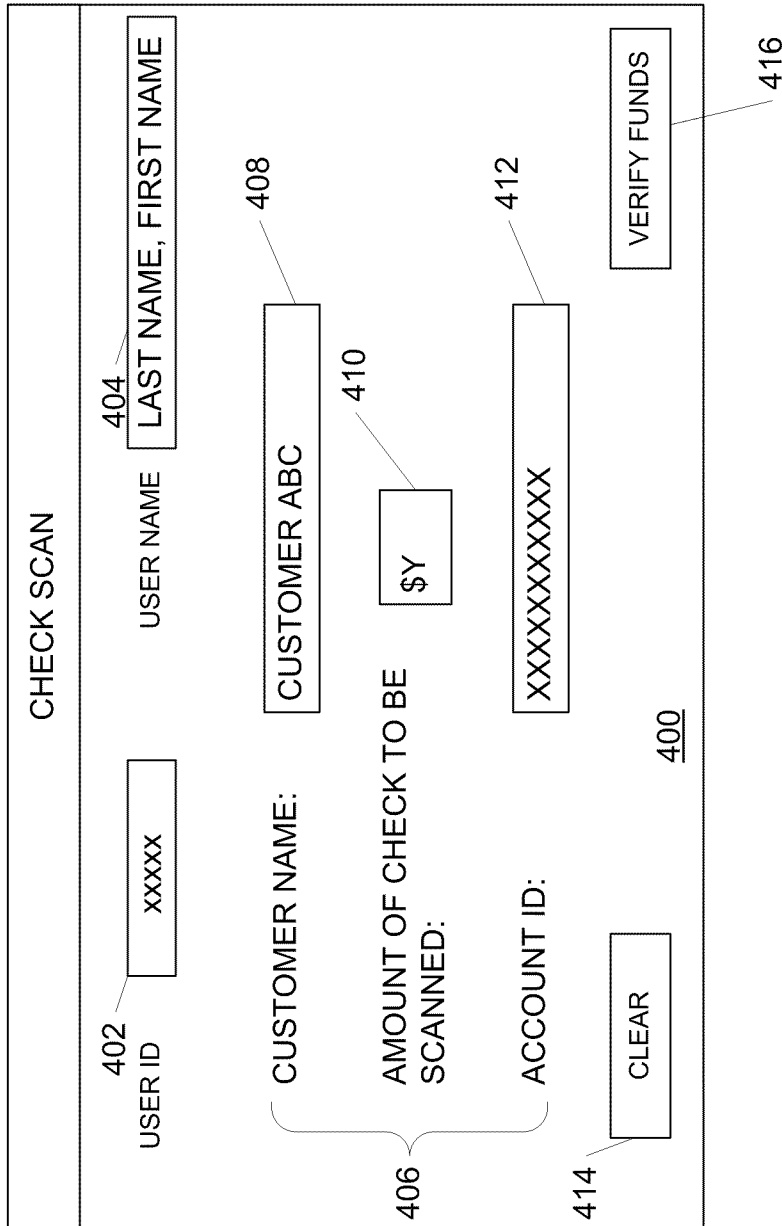 CHECK SCAN
402
404
USER ID
xxxxx
USER NAME
LAST NAME, FIRST NAME
408
CUSTOMER NAME:
CUSTOMER ABC
410
406
AMOUNT OF CHECK TO BE
SCANNED:
$Y
412
ACCOUNT ID:
XXXXXXXXXXX
414
CLEAR
400
VERIFY FUNDS
416